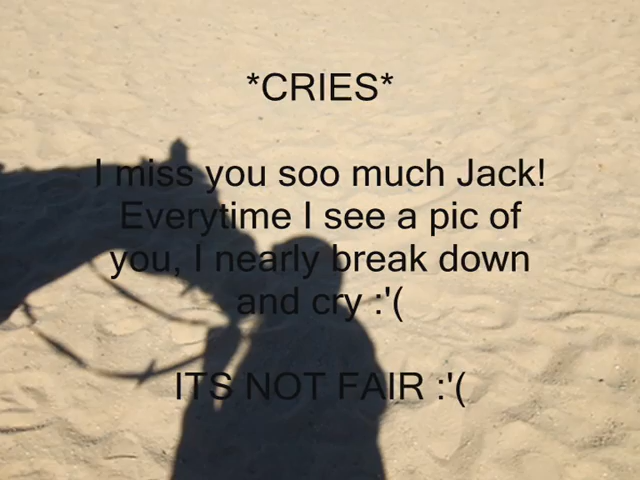 *CRIES*
I miss you soo much Jack!
Everytime I see a pic of
you, I nearly break down
and cry :'(
ITS NOT FAIR :'(